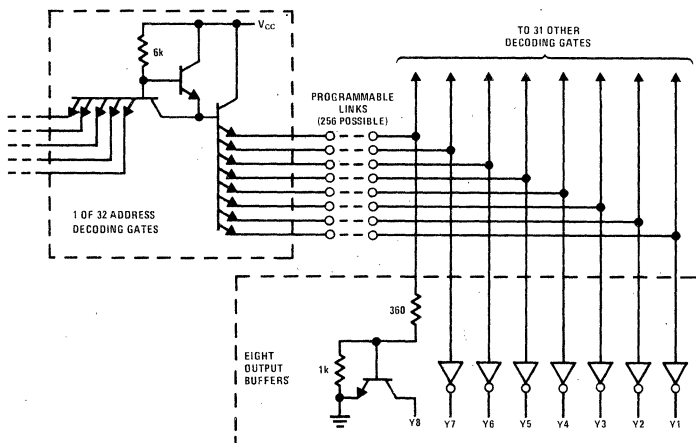 VCC
6k
TO 31 OTHER
DECODING GATES
PROGRAMMABLE
LINKS
(256 POSSIBLE)
1 OF 32 ADDRESS
DECODING GATES
360
1k
EIGHT
OUTPUT
BUFFERS
Y8 Y7 Y6 Y5 Y4 Y3 Y2 Y1